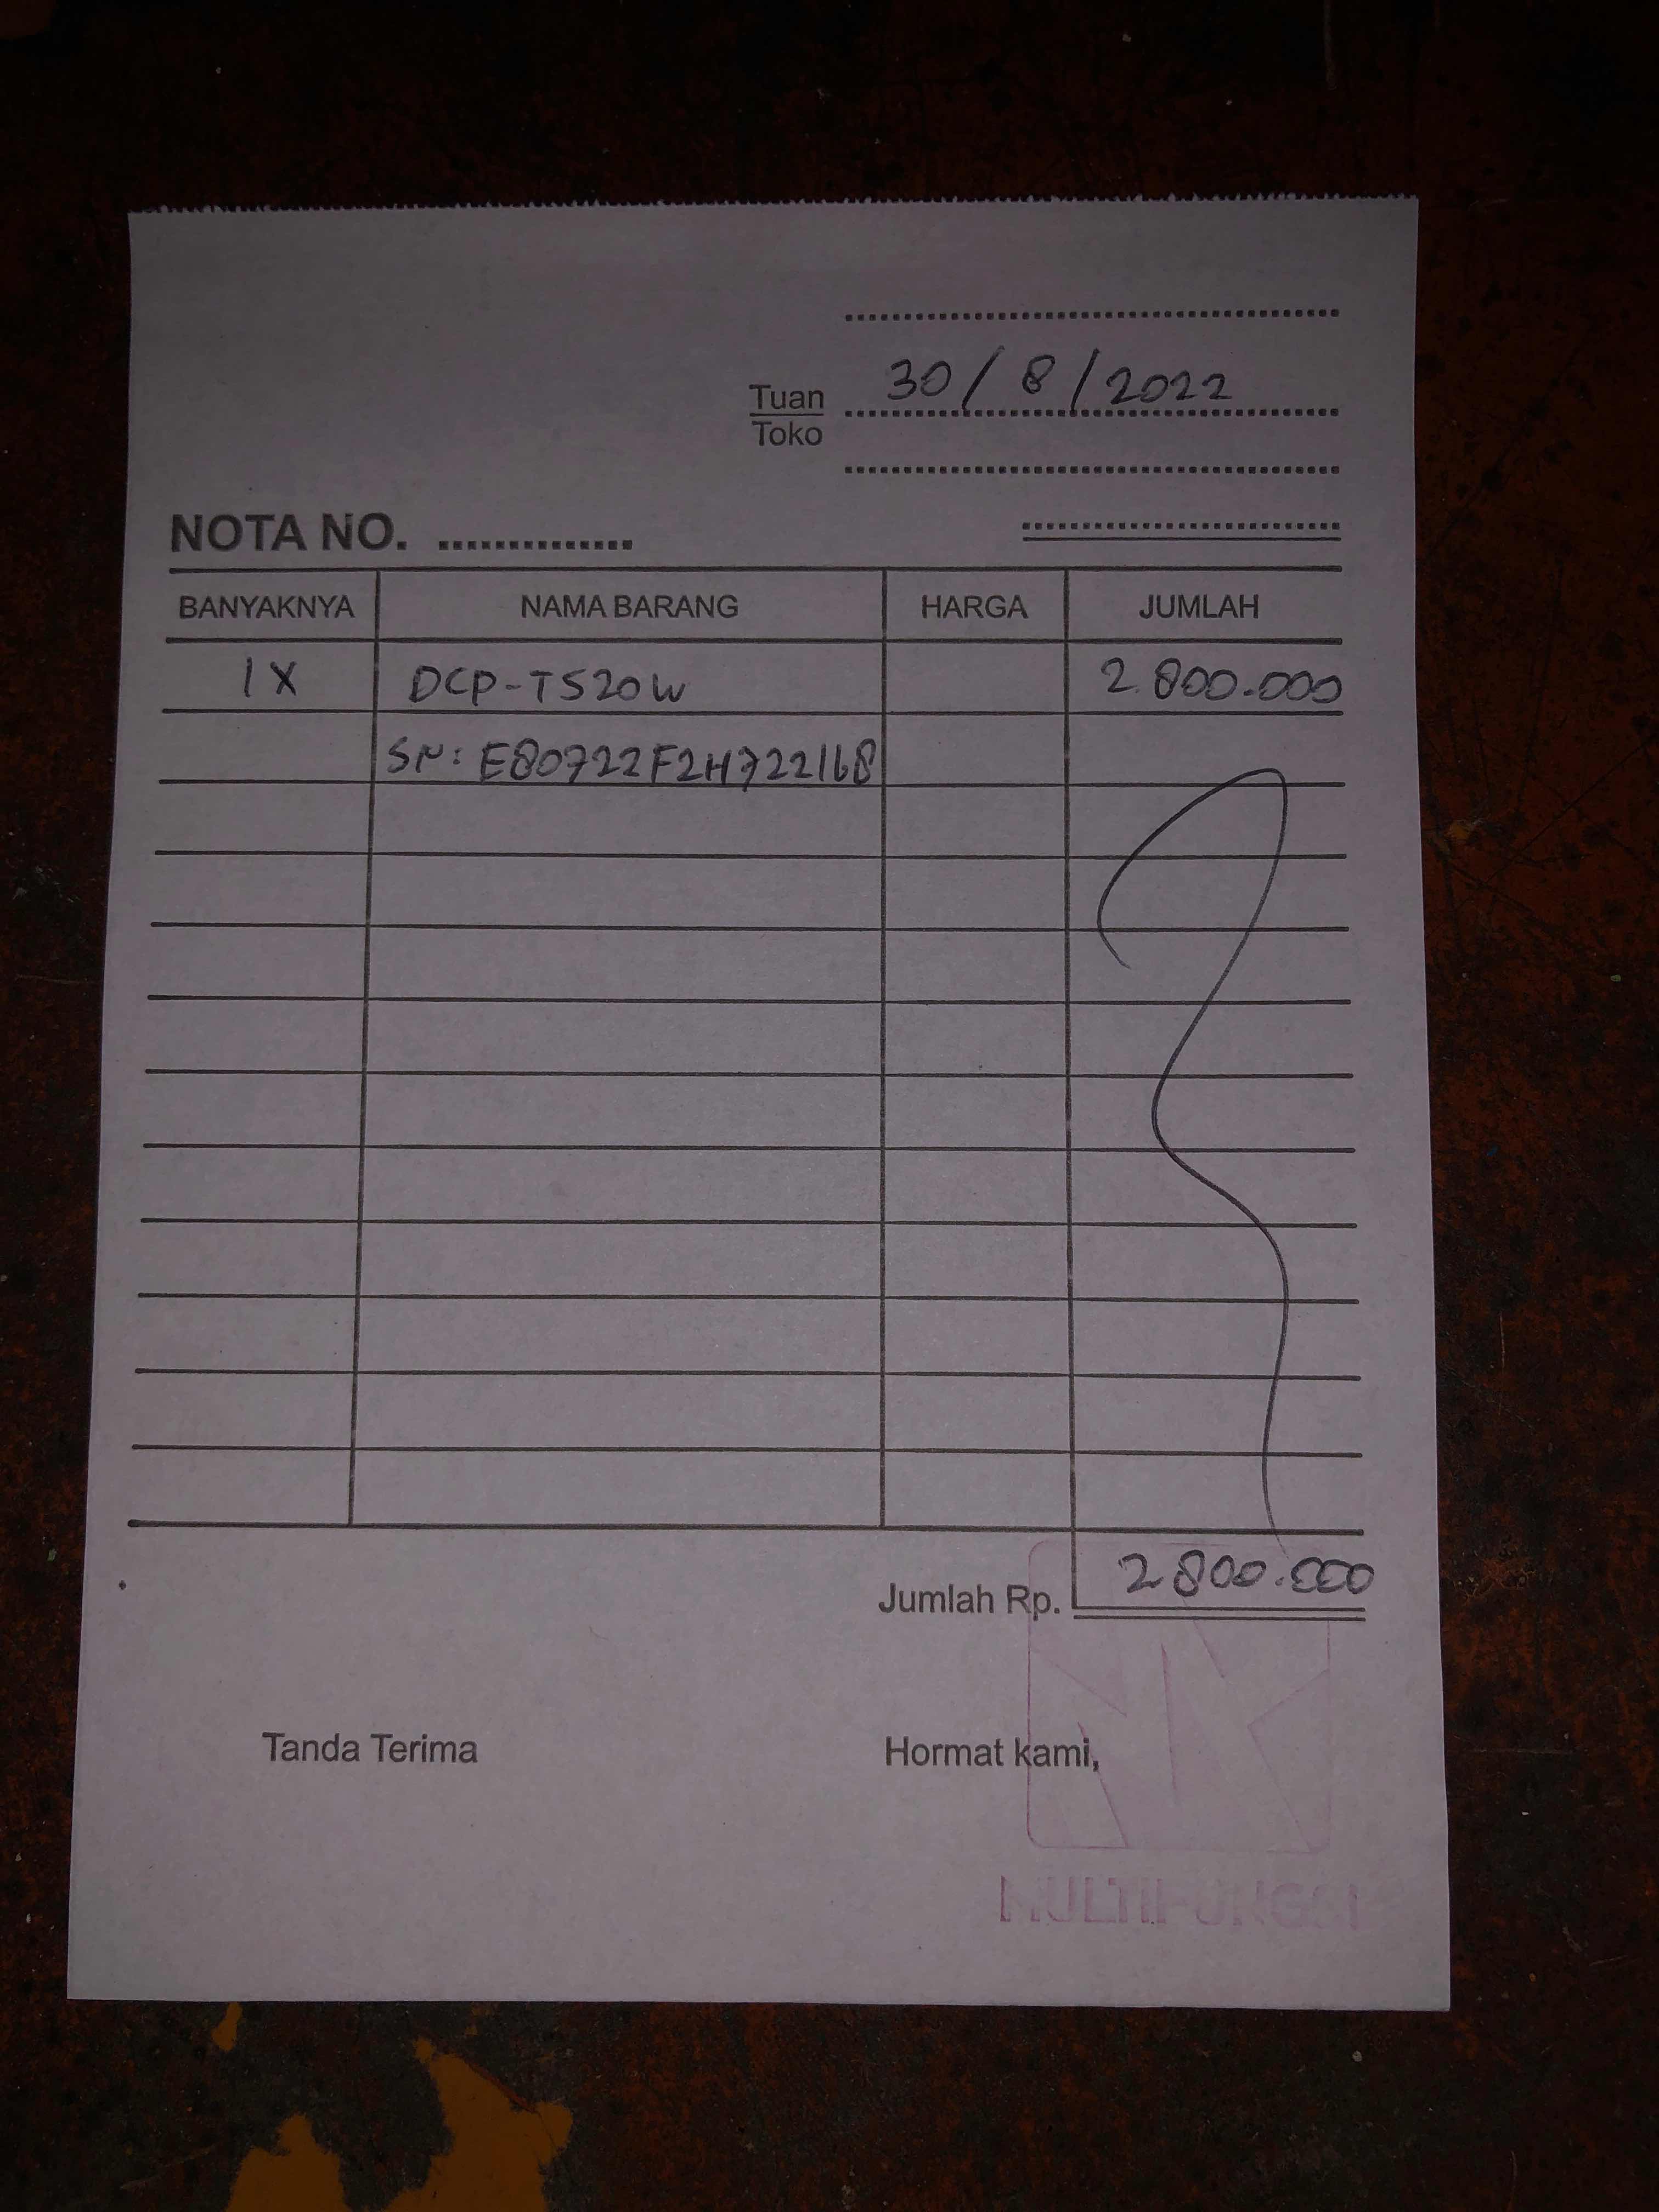 30/8/2022
Tuan
Toko
NOTA NO. ...............
BANYAKNYA NAMA BARANG HARGA JUMLAH
1X DCP-T520W 2.800.000
SN: E80722F2H722168
Jumlah Rp. 2.800.000
Tanda Terima Hormat kami,
MULTIFUNGSI